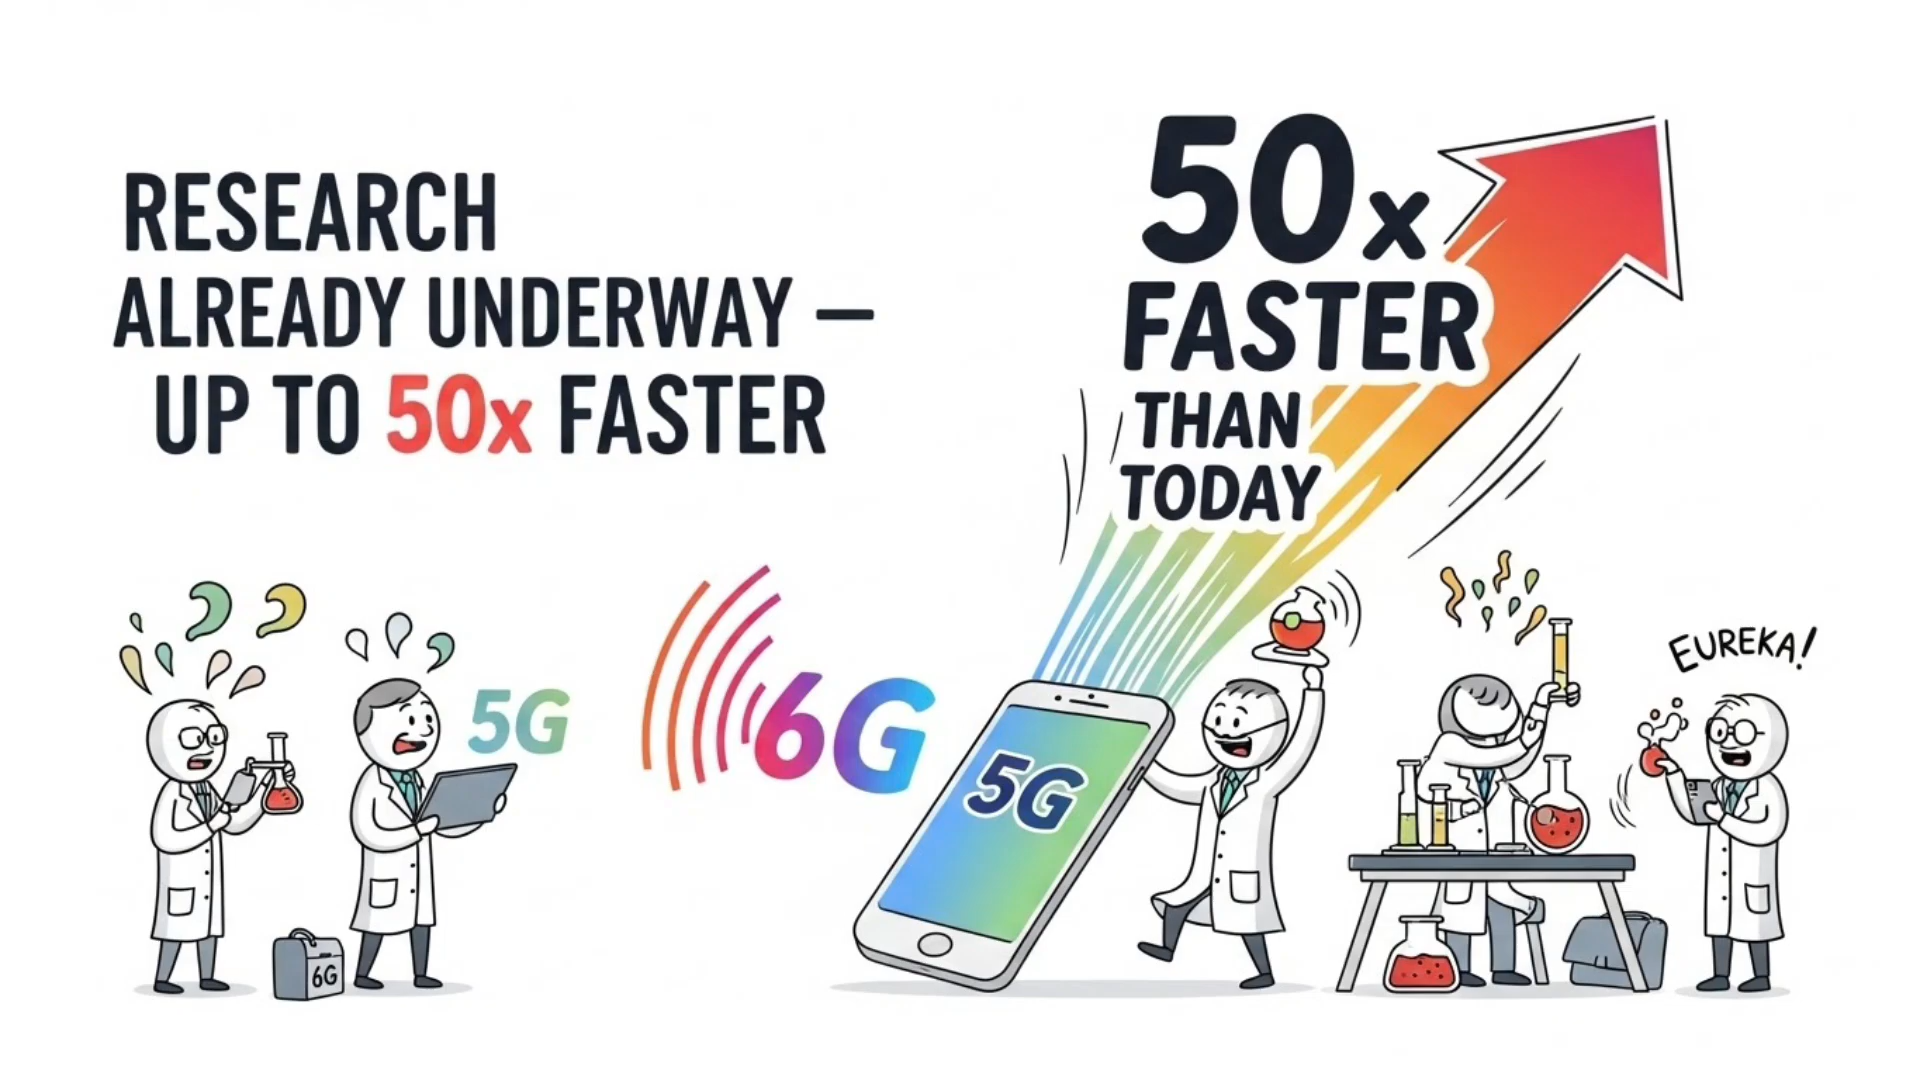 RESEARCH
ALREADY UNDERWAY –
UP TO 50x FASTER
50x
FASTER
THAN
TODAY
5G
6G
5G
6G
EUREKA!